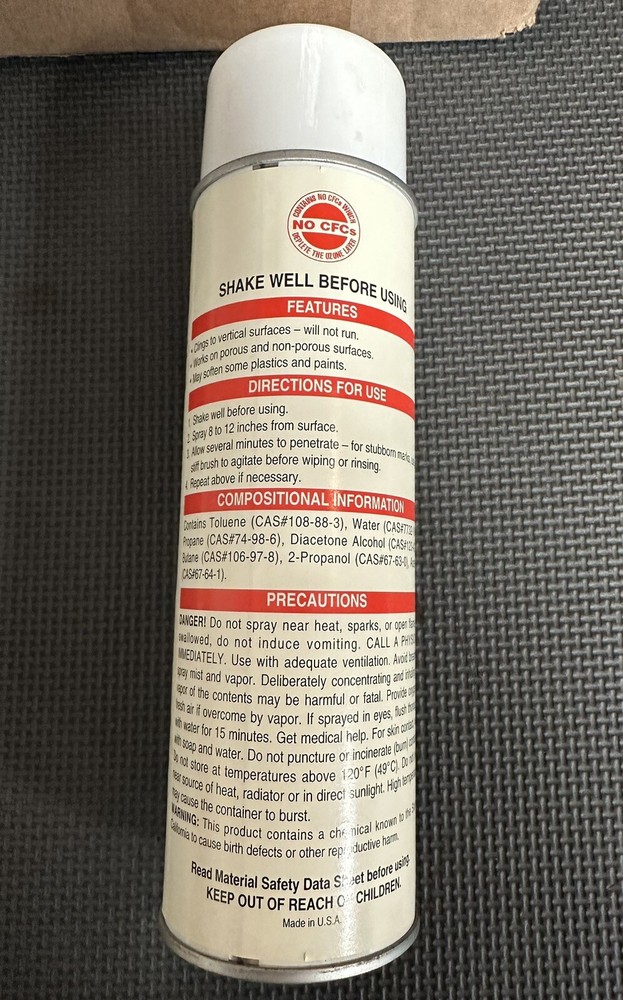 CONTAINS NO CFCs WHICH
NO CFCs
DEPLETE THE OZONE LAYER
SHAKE WELL BEFORE USING
FEATURES
• Clings to vertical surfaces – will not run.
• Works on porous and non-porous surfaces.
• May soften some plastics and paints.
DIRECTIONS FOR USE
1. Shake well before using.
2. Spray 8 to 12 inches from surface.
3. Allow several minutes to penetrate – for stubborn marks,
stiff brush to agitate before wiping or rinsing.
4. Repeat above if necessary.
COMPOSITIONAL INFORMATION
Contains Toluene (CAS#108-88-3), Water (CAS#7732-
Propane (CAS#74-98-6), Diacetone Alcohol (CAS#123-
Butane (CAS#106-97-8), 2-Propanol (CAS#67-63-0),
(CAS#67-64-1).
PRECAUTIONS
DANGER! Do not spray near heat, sparks, or open
swallowed, do not induce vomiting. CALL A
IMMEDIATELY. Use with adequate ventilation. Avoid
spray mist and vapor. Deliberately concentrating and
vapor of the contents may be harmful or fatal. Provide
fresh air if overcome by vapor. If sprayed in eyes, flush
with water for 15 minutes. Get medical help. For skin contact,
with soap and water. Do not puncture or incinerate (burn)
Do not store at temperatures above 120°F (49°C). Do
near source of heat, radiator or in direct sunlight. High
may cause the container to burst.
WARNING: This product contains a chemical known to the
California to cause birth defects or other reproductive harm.
Read Material Safety Data Sheet before using.
KEEP OUT OF REACH OF CHILDREN.
Made in U.S.A.